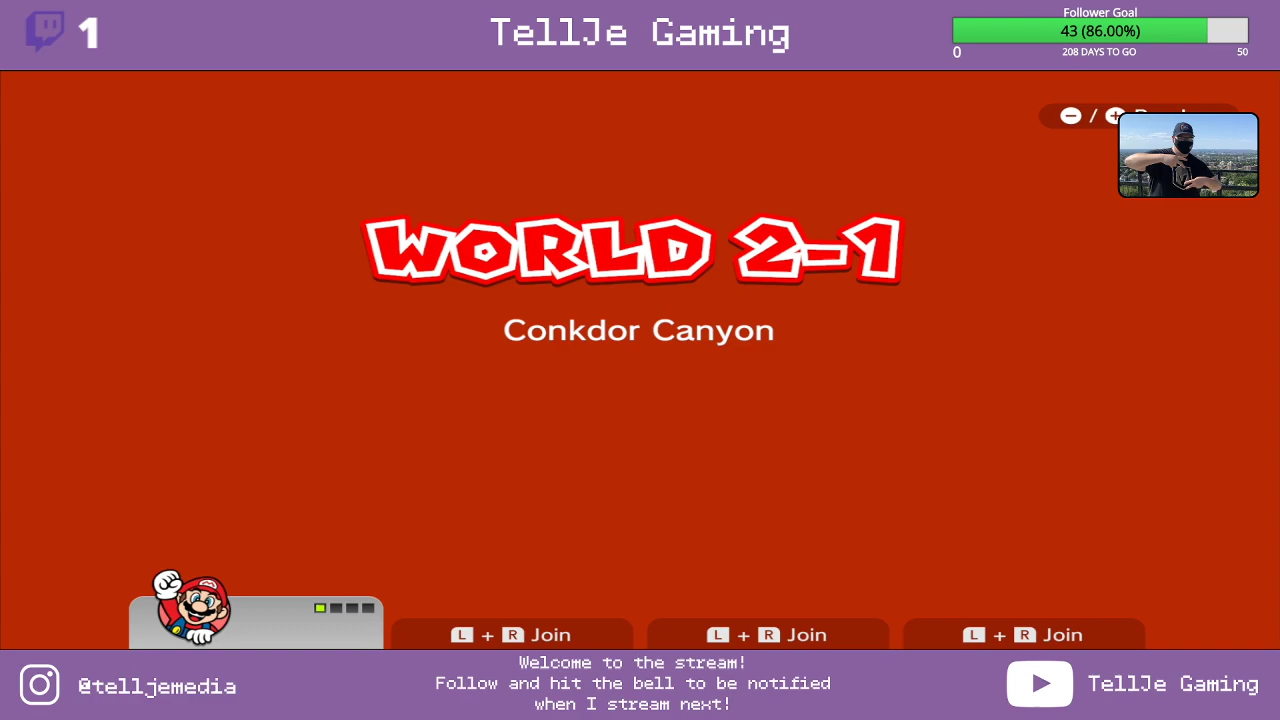 1
TellJe Gaming
Follower Goal
43 (86.00%)
0
208 DAYS TO GO
50
- / +
WORLD 2-1
Conkdor Canyon
L + R Join
L + R Join
L + R Join
@telljemedia
Welcome to the stream!
Follow and hit the bell to be notified
when I stream next!
TellJe Gaming